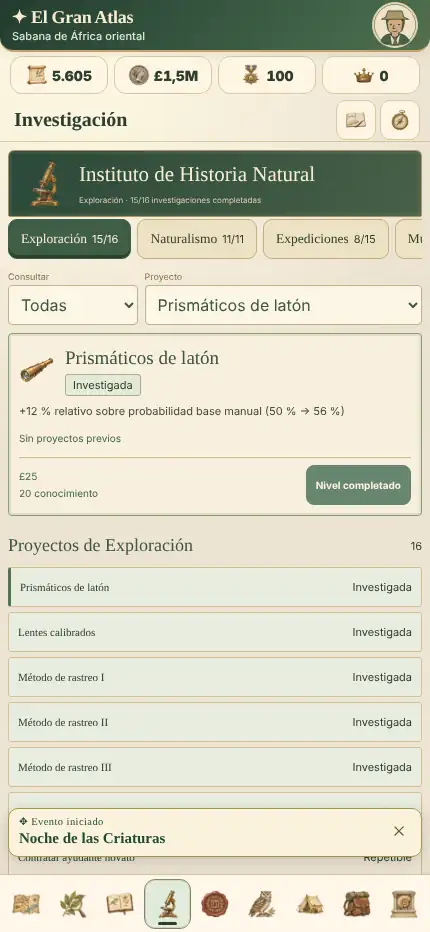 ✦ El Gran Atlas
Sabana de África oriental
5.605
£1,5M
100
0
Investigación
Instituto de Historia Natural
Exploración · 15/16 investigaciones completadas
Exploración 15/16
Naturalismo 11/11
Expediciones 8/15
Mu
Consultar
Proyecto
Todas
Prismáticos de latón
Prismáticos de latón
Investigada
+12 % relativo sobre probabilidad base manual (50 % → 56 %)
Sin proyectos previos
£25
20 conocimiento
Nivel completado
Proyectos de Exploración
16
Prismáticos de latón Investigada
Lentes calibrados Investigada
Método de rastreo I Investigada
Método de rastreo II Investigada
Método de rastreo III Investigada
✥ Evento iniciado
Noche de las Criaturas
Contratar ayudante novato Repetible